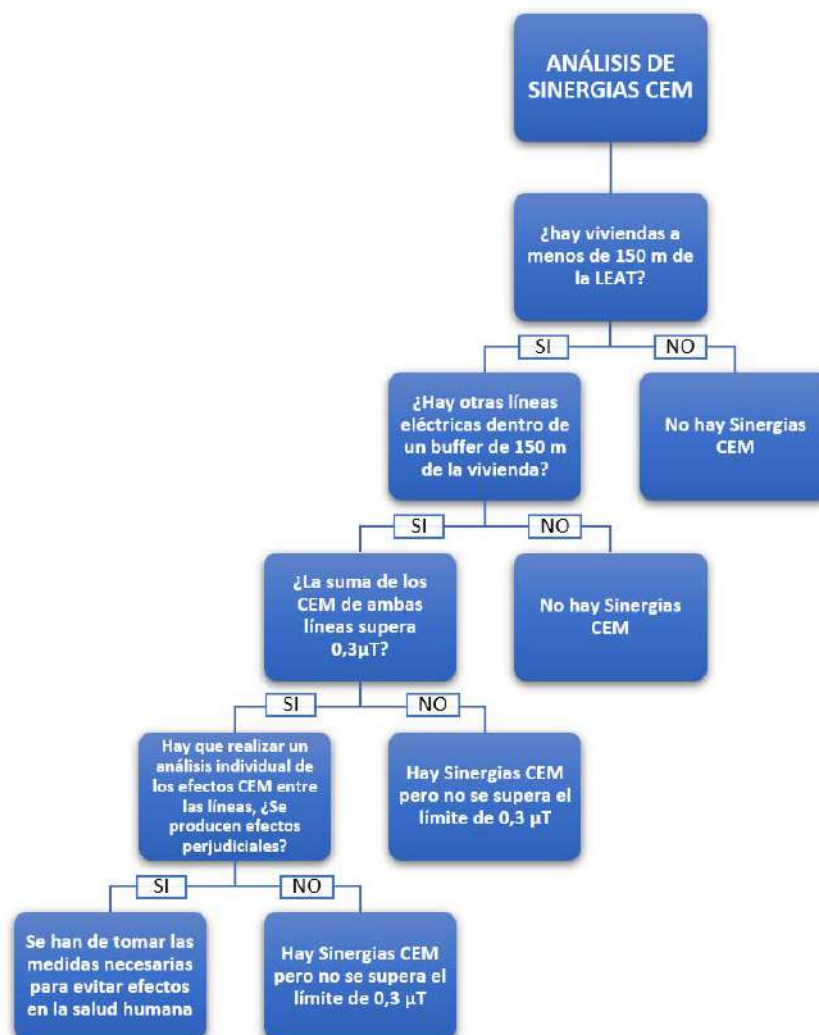 ANÁLISIS DE
SINERGIAS CEM
¿hay viviendas a
menos de 150 m de
la LEAT?
SI
NO
¿Hay otras líneas
eléctricas dentro de
un buffer de 150 m
de la vivienda?
No hay Sinergias
CEM
SI
NO
¿La suma de los
CEM de ambas
líneas supera
0,3µT?
No hay Sinergias
CEM
SI
NO
Hay que realizar un
análisis individual de
los efectos CEM entre
las líneas, ¿Se
producen efectos
perjudiciales?
Hay Sinergias CEM
pero no se supera el
límite de 0,3 µT
SI
NO
Se han de tomar las
medidas necesarias
para evitar efectos
en la salud humana
Hay Sinergias CEM
pero no se supera el
límite de 0,3 µT